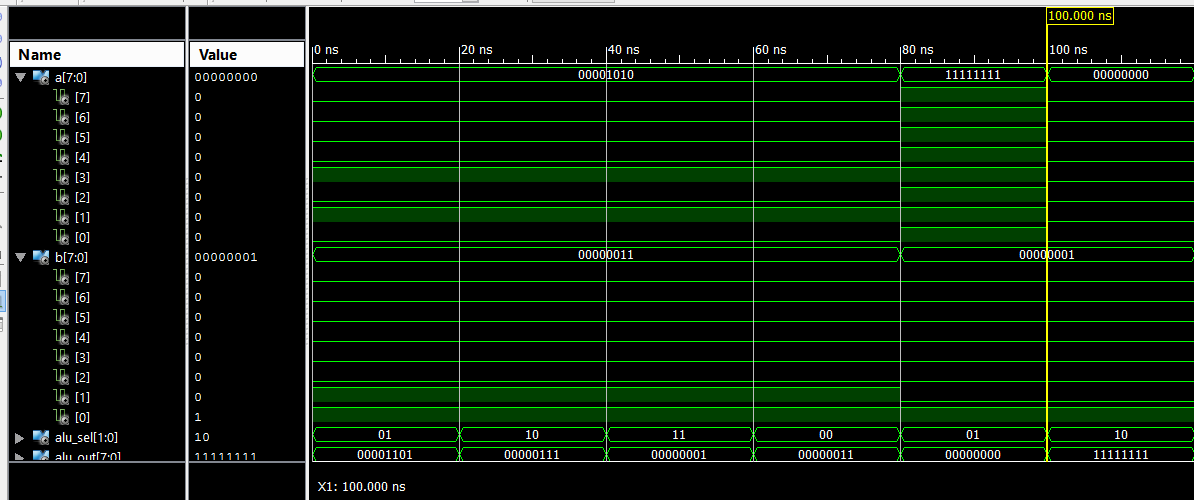 100.000 ns
Name Value
0 ns 20 ns 40 ns 60 ns 80 ns 100 ns
a[7:0] 00000000 00001010 11111111 00000000
[7] 0
[6] 0
[5] 0
[4] 0
[3] 0
[2] 0
[1] 0
[0] 0
b[7:0] 00000001 00000011 00000001
[7] 0
[6] 0
[5] 0
[4] 0
[3] 0
[2] 0
[1] 0
[0] 1
alu_sel[1:0] 10 01 10 11 00 01 10
alu_out[7:0] 11111111 00001101 00000111 00000001 00000011 00000000 11111111
X1: 100.000 ns